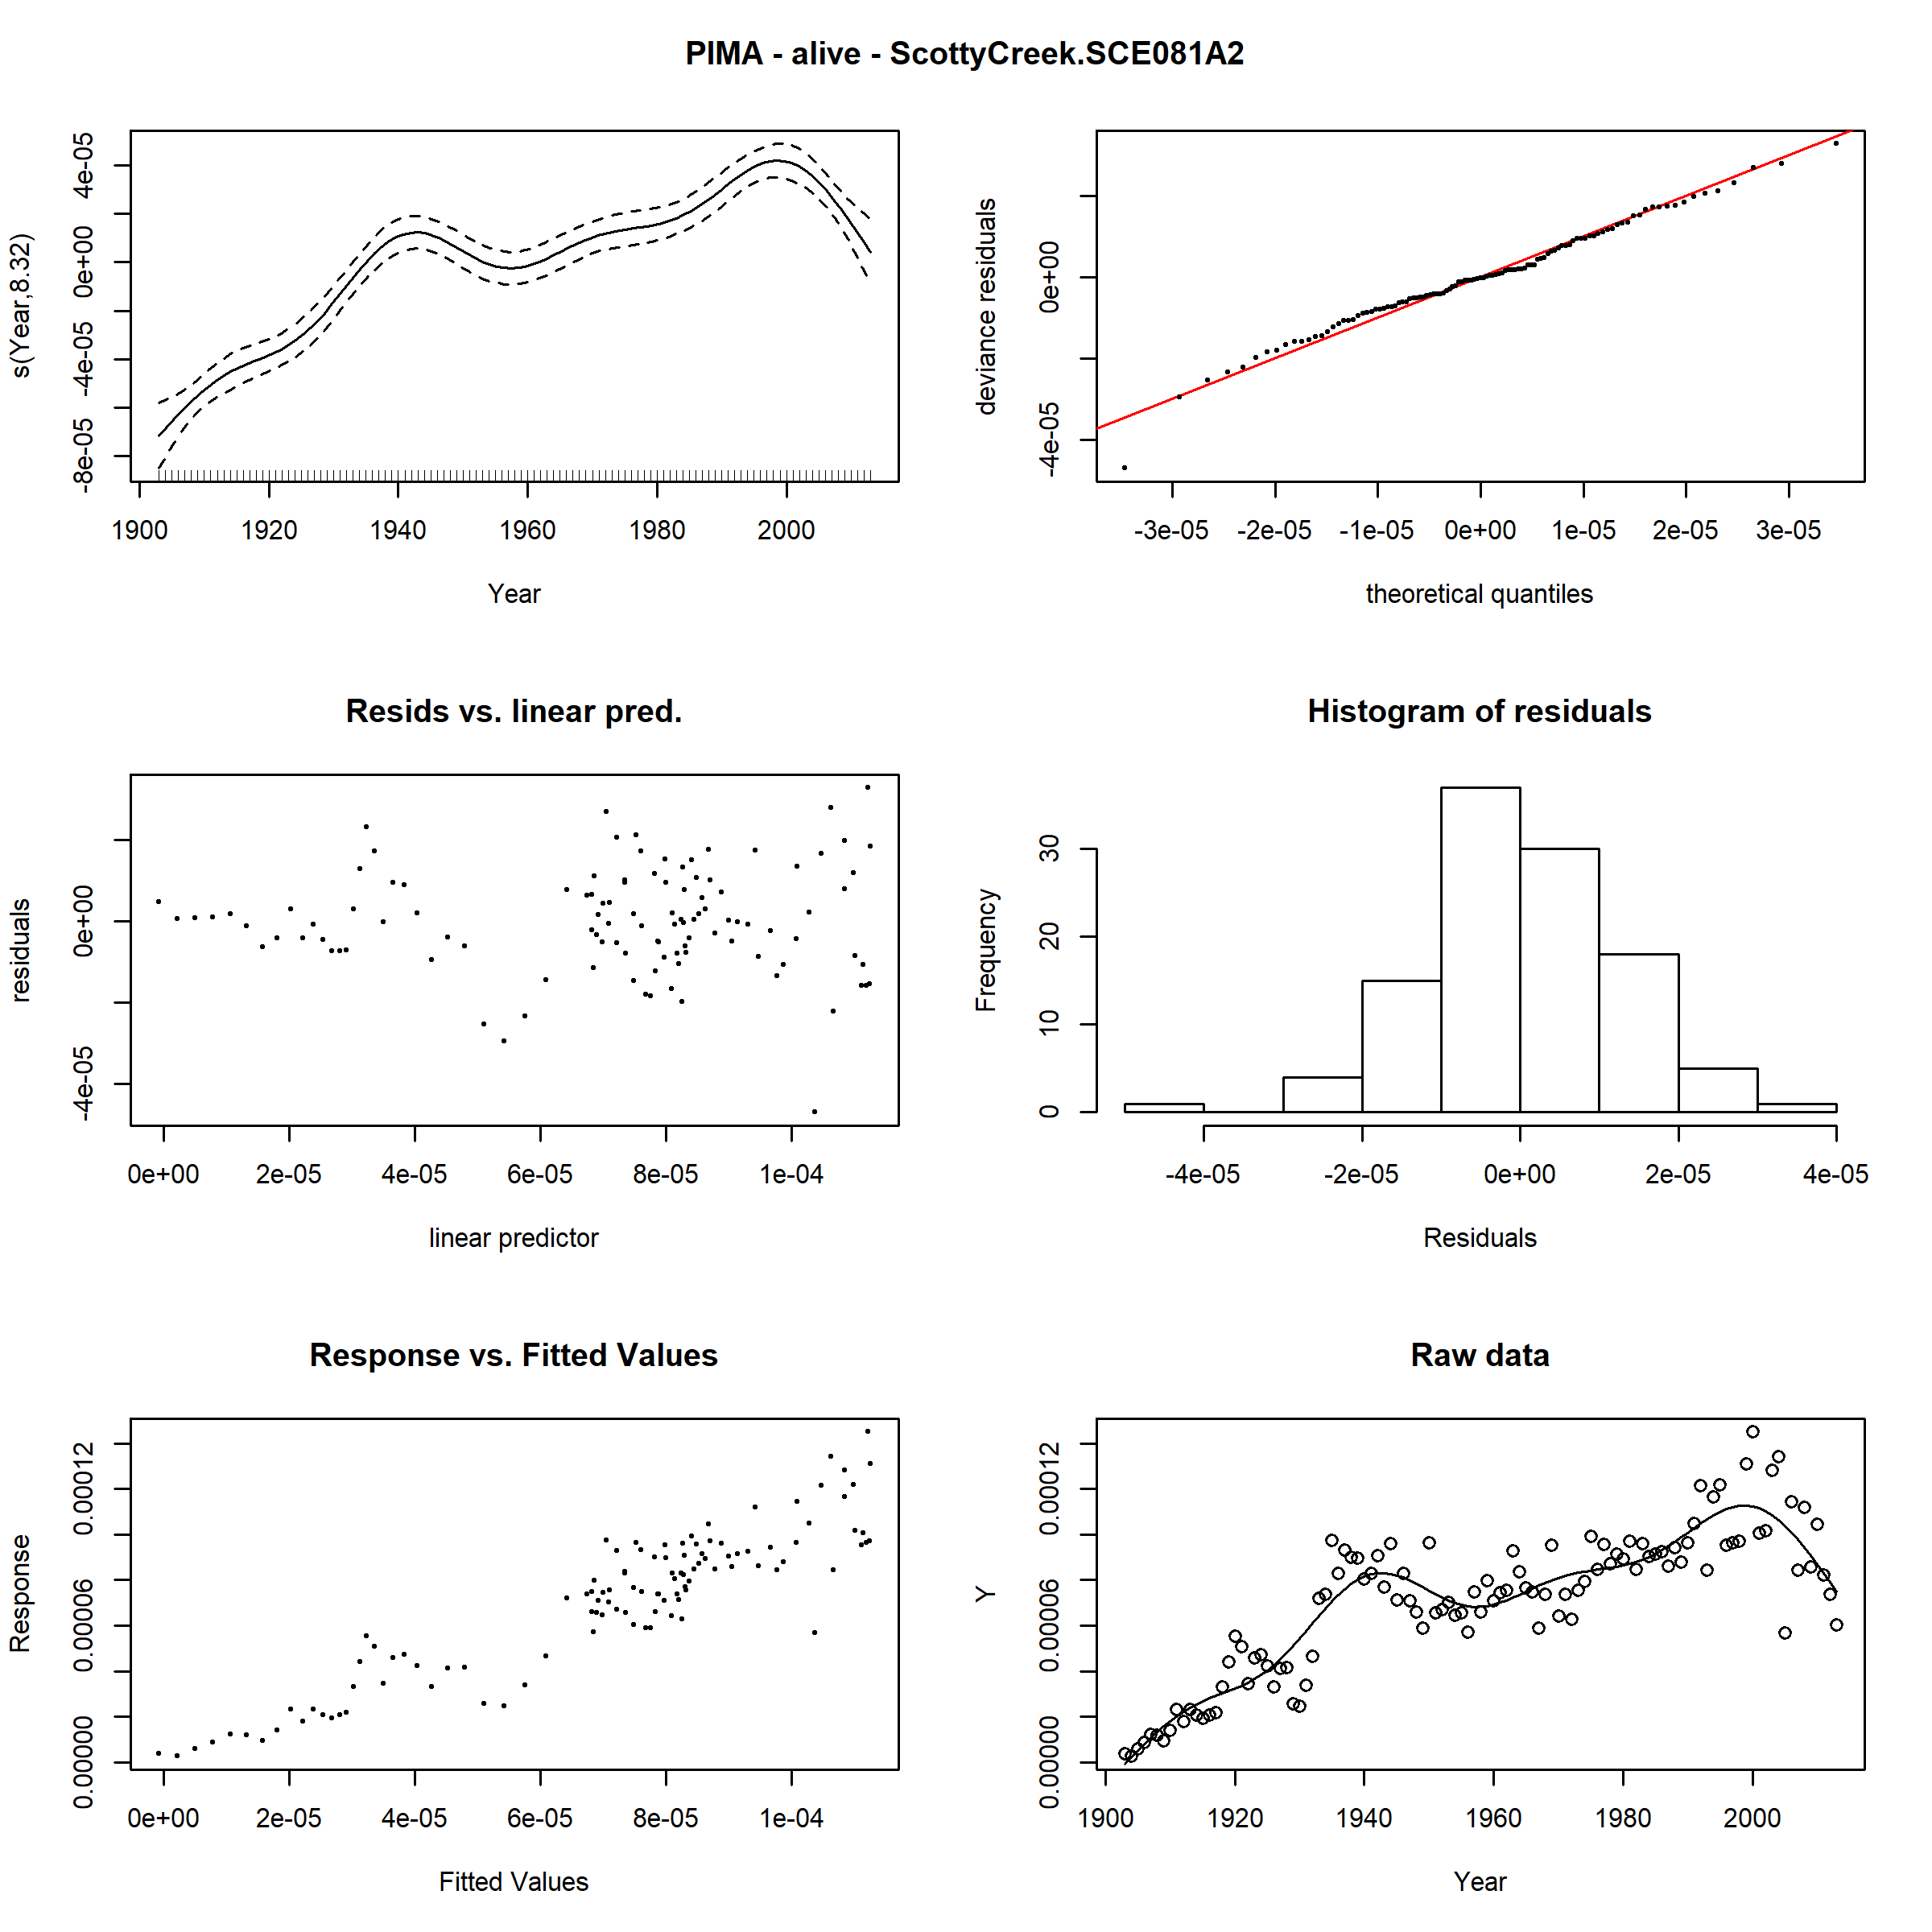 PIMA - alive - ScottyCreek.SCE081A2
s(Year,8.32)
-8e-05 -4e-05 0e+00 4e-05
1900 1920 1940 1960 1980 2000
Year
deviance residuals
-4e-05 0e+00
-3e-05 -2e-05 -1e-05 0e+00 1e-05 2e-05 3e-05
theoretical quantiles
Resids vs. linear pred.
residuals
-4e-05 0e+00
0e+00 2e-05 4e-05 6e-05 8e-05 1e-04
linear predictor
Histogram of residuals
Frequency
0 10 20 30
-4e-05 -2e-05 0e+00 2e-05 4e-05
Residuals
Response vs. Fitted Values
Response
0.00000 0.00006 0.00012
0e+00 2e-05 4e-05 6e-05 8e-05 1e-04
Fitted Values
Raw data
Y
0.00000 0.00006 0.00012
1900 1920 1940 1960 1980 2000
Year